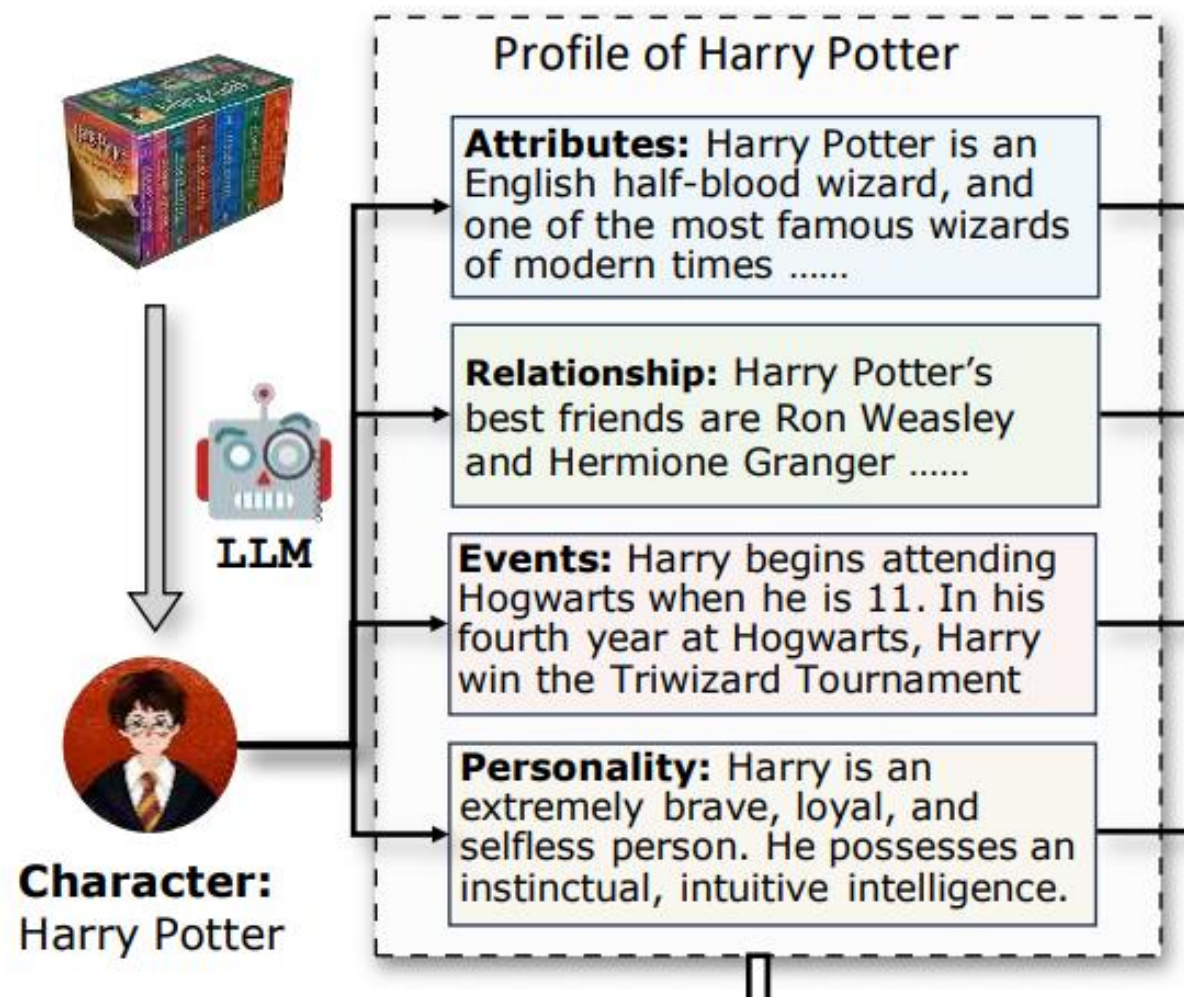 Profile of Harry Potter
Attributes: Harry Potter is an
English half-blood wizard, and
one of the most famous wizards
of modern times ......
Relationship: Harry Potter's
best friends are Ron Weasley
and Hermione Granger ......
LLM
Events: Harry begins attending
Hogwarts when he is 11. In his
fourth year at Hogwarts, Harry
win the Triwizard Tournament
Personality: Harry is an
extremely brave, loyal, and
selfless person. He possesses an
instinctual, intuitive intelligence.
Character:
Harry Potter